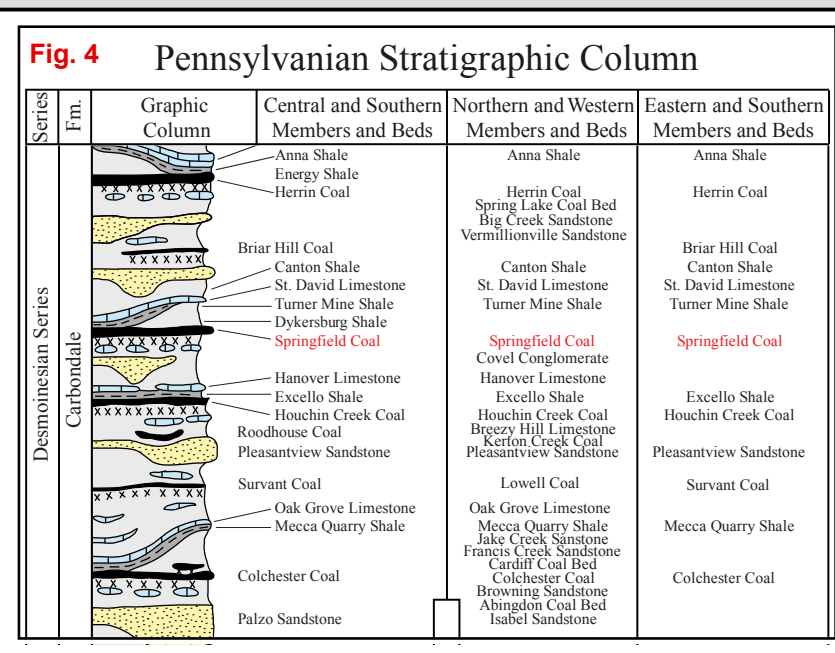 Fig. 4 Pennsylvanian Stratigraphic Column
Series
Fm.
Graphic
Column
Central and Southern
Members and Beds
Northern and Western
Members and Beds
Eastern and Southern
Members and Beds
Desmoinesian Series
Carbondale
Anna Shale
Energy Shale
Herrin Coal
Briar Hill Coal
Canton Shale
St. David Limestone
Turner Mine Shale
Dykersburg Shale
Springfield Coal
Hanover Limestone
Excello Shale
Houchin Creek Coal
Roodhouse Coal
Pleasantview Sandstone
Survant Coal
Oak Grove Limestone
Mecca Quarry Shale
Colchester Coal
Palzo Sandstone
Anna Shale
Herrin Coal
Spring Lake Coal Bed
Big Creek Sandstone
Vermillionville Sandstone
Canton Shale
St. David Limestone
Turner Mine Shale
Springfield Coal
Covel Conglomerate
Hanover Limestone
Excello Shale
Houchin Creek Coal
Breezy Hill Limestone
Kerton Creek Coal
Pleasantview Sandstone
Lowell Coal
Oak Grove Limestone
Mecca Quarry Shale
Jake Creek Sanstone
Francis Creek Sandstone
Cardiff Coal Bed
Colchester Coal
Browning Sandstone
Abingdon Coal Bed
Isabel Sandstone
Anna Shale
Herrin Coal
Briar Hill Coal
Canton Shale
St. David Limestone
Turner Mine Shale
Springfield Coal
Excello Shale
Houchin Creek Coal
Pleasantview Sandstone
Survant Coal
Mecca Quarry Shale
Colchester Coal